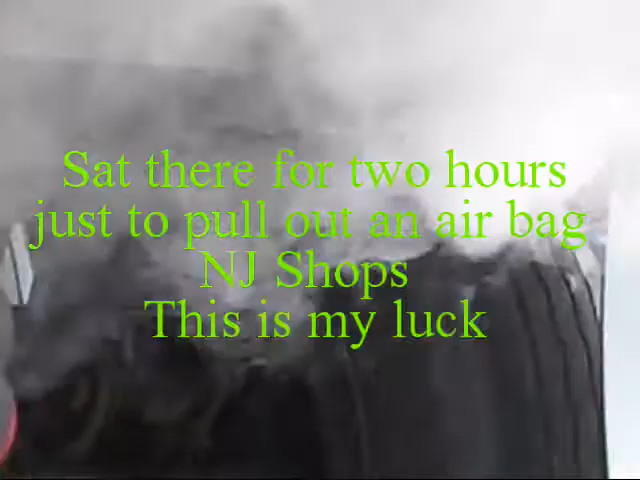 Sat there for two hours
just to pull out an air bag
NJ Shops
This is my luck